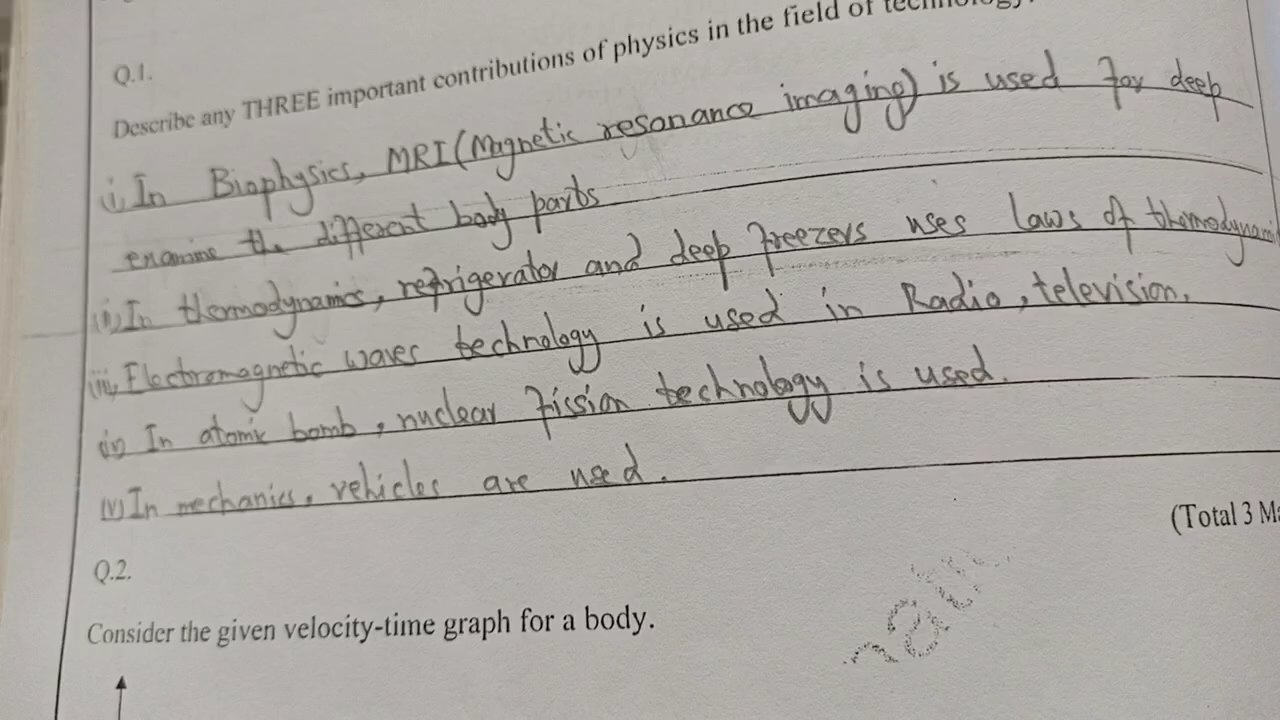 Q.1.
Describe any THREE important contributions of physics in the field of technology.
i, In Biophysics, MRI (Magnetic resonance imaging) is used for deep
examine the different body parts
ii, In thermodynamics, refrigerator and deep freezers uses laws of thermodynami
iii, Electromagnetic waves technology is used in Radio, television.
iv) In atomic bomb, nuclear fission technology is used.
(v) In mechanics, vehicles are used.
(Total 3 Ma
Q.2.
Consider the given velocity-time graph for a body.